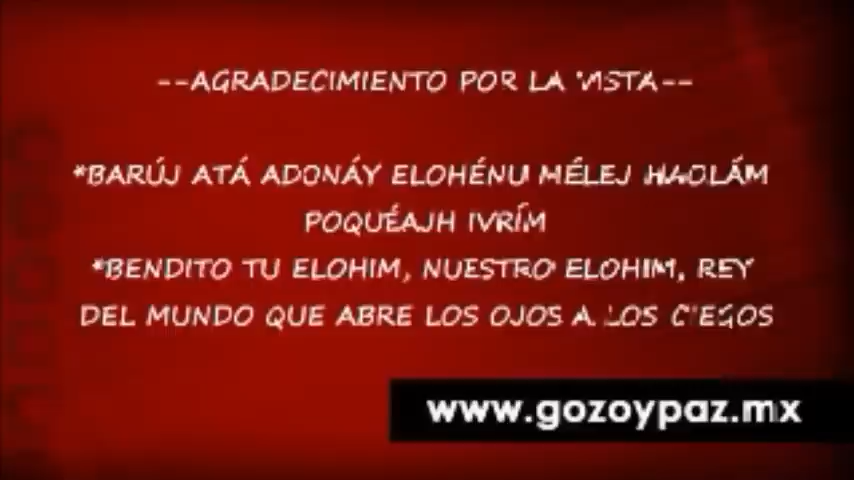 --AGRADECIMIENTO POR LA VISTA--
*BARÚJ ATÁ ADONÁY ELOHÉNU MÉLEJ HAOLÁM
POQUÉAJH IVRÍM
*BENDITO TU ELOHIM, NUESTRO ELOHIM, REY
DEL MUNDO QUE ABRE LOS OJOS A LOS CIEGOS
www.gozoypaz.mx